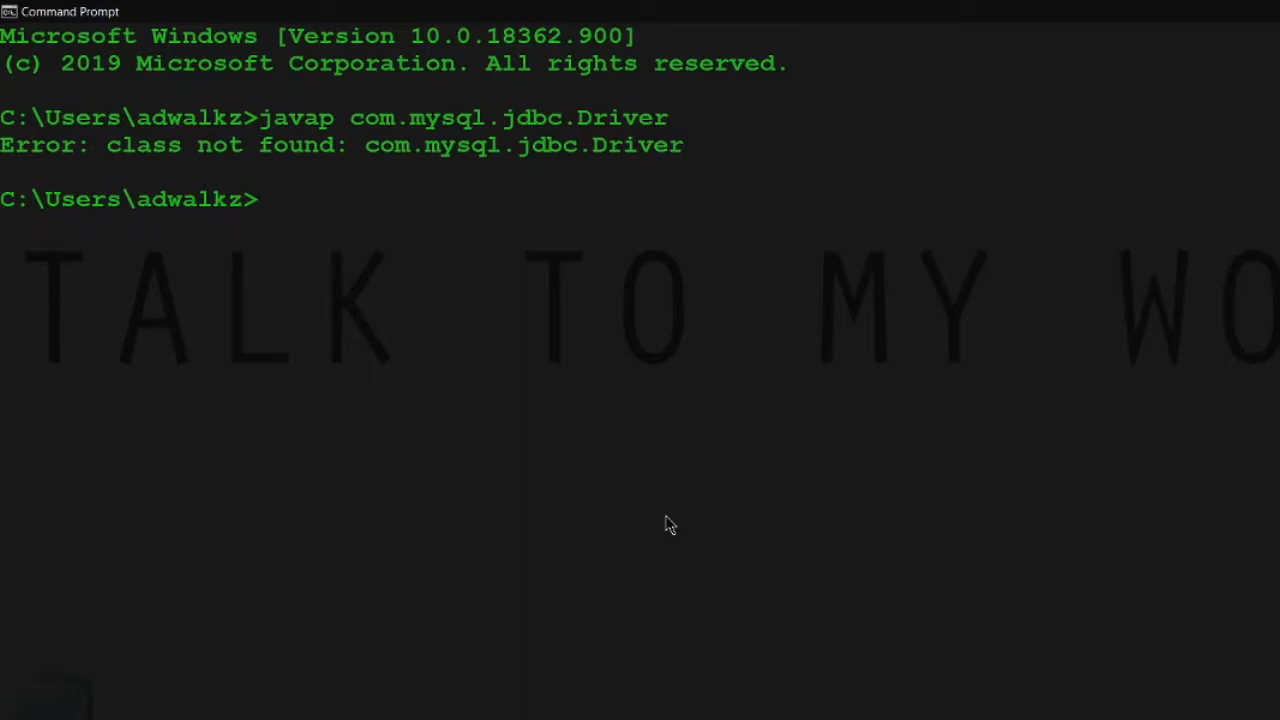 Command Prompt
Microsoft Windows [Version 10.0.18362.900]
(c) 2019 Microsoft Corporation. All rights reserved.
C:\Users\adwalkz>javap com.mysql.jdbc.Driver
Error: class not found: com.mysql.jdbc.Driver
C:\Users\adwalkz>
TALK TO MY WO